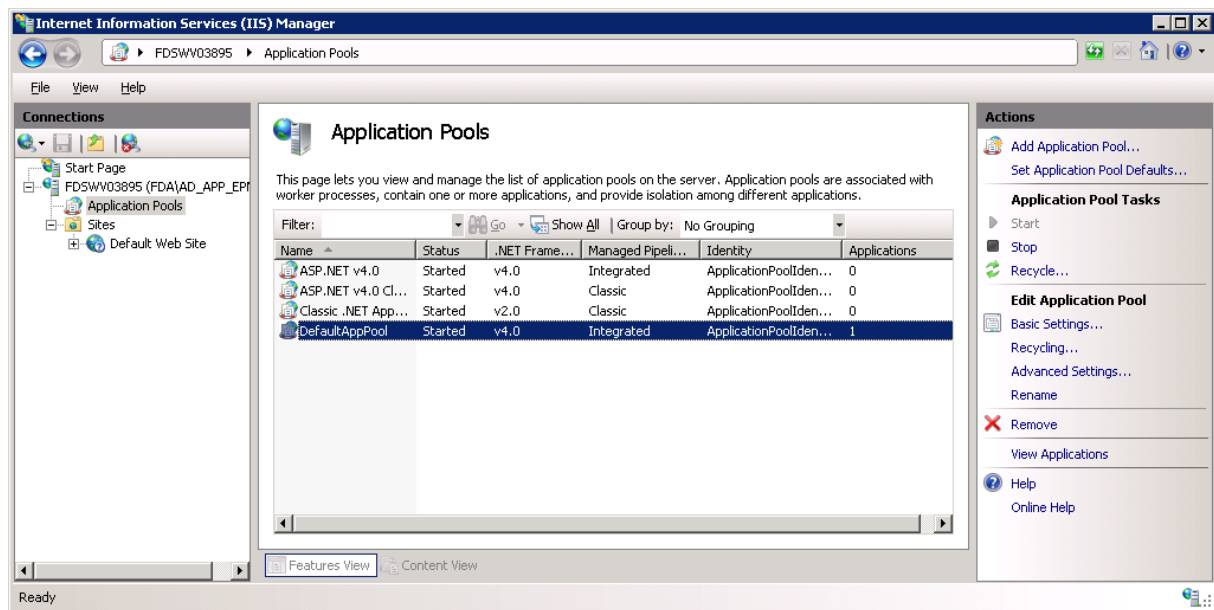 Internet Information Services (IIS) Manager
FDSWV03895 Application Pools
File View Help
Connections
Start Page
FDSWV03895 (FDA\AD_APP_EPI
Application Pools
Sites
Default Web Site
Application Pools
This page lets you view and manage the list of application pools on the server. Application pools are associated with
worker processes, contain one or more applications, and provide isolation among different applications.
Filter: Go Show All Group by: No Grouping
Name Status .NET Frame... Managed Pipeli... Identity Applications
ASP.NET v4.0 Started v4.0 Integrated ApplicationPoolIden... 0
ASP.NET v4.0 Cl... Started v4.0 Classic ApplicationPoolIden... 0
Classic .NET App... Started v2.0 Classic ApplicationPoolIden... 0
DefaultAppPool Started v4.0 Integrated ApplicationPoolIden... 1
Features View Content View
Actions
Add Application Pool...
Set Application Pool Defaults...
Application Pool Tasks
Start
Stop
Recycle...
Edit Application Pool
Basic Settings...
Recycling...
Advanced Settings...
Rename
Remove
View Applications
Help
Online Help
Ready